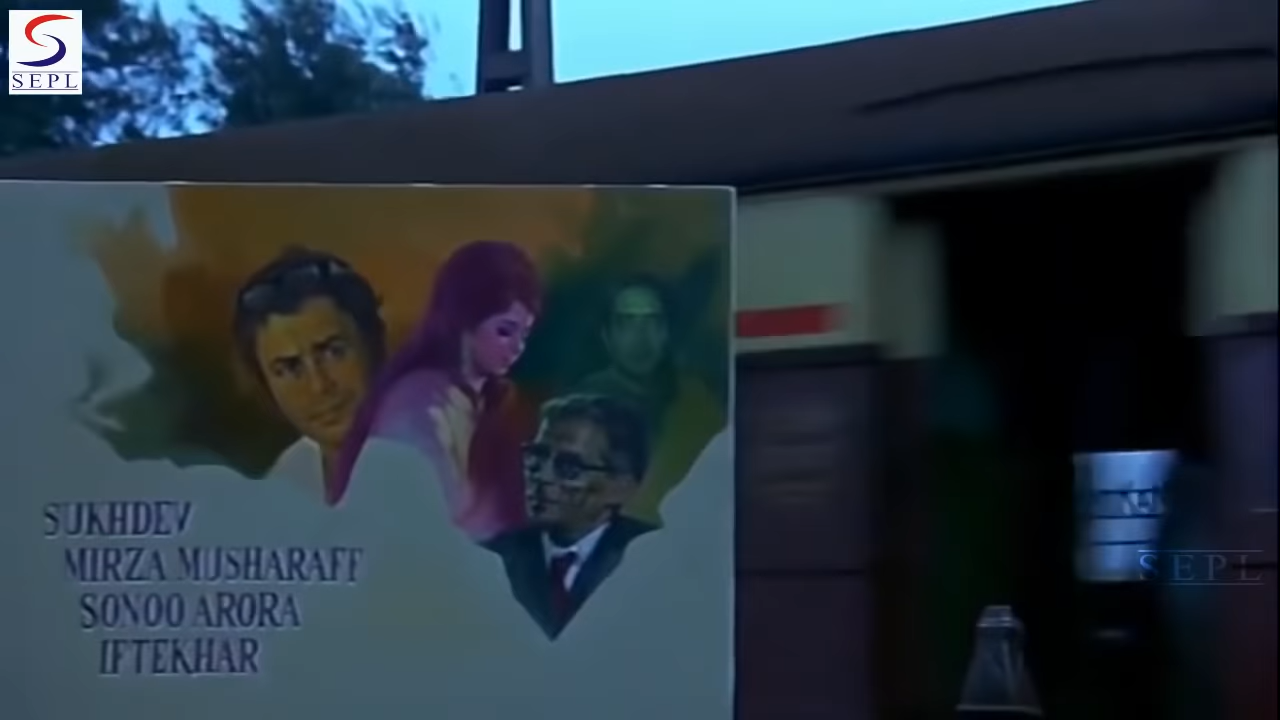 SEPL
SUKHDEV
MIRZA MUSHARAFF
SONOO ARORA
IFTEKHAR
SEPL